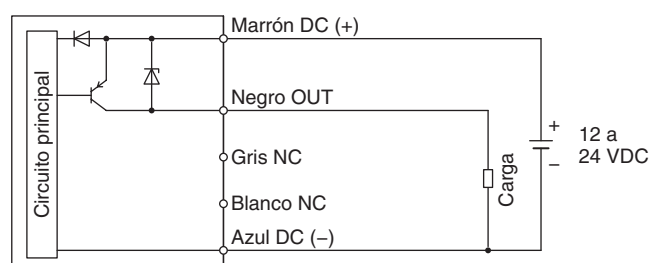 Marrón DC (+)
Circuito principal
Negro OUT
+
12 a
24 VDC
−
Gris NC
Carga
Blanco NC
Azul DC (−)